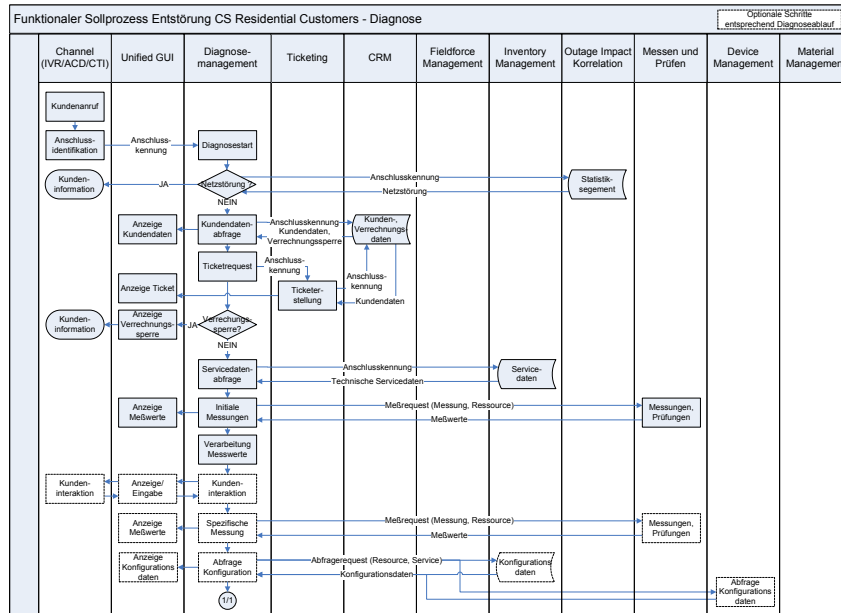 Funktionaler Sollprozess Entstörung CS Residential Customers - Diagnose
Optionale Schritte
entsprechend Diagnoseablauf
Channel
(IVR/ACD/CTI)
Unified GUI
Diagnose-
management
Ticketing
CRM
Fieldforce
Management
Inventory
Management
Outage Impact
Korrelation
Messen und
Prüfen
Device
Management
Material
Management
Kundenanruf
Anschluss-
identifikation
Anschluss-
kennung
Diagnosestart
Kunden-
information
JA
Netzstörung ?
Anschlusskennung
Netzstörung
Statistik-
segement
NEIN
Anzeige
Kundendaten
Kundendaten-
abfrage
Anschlusskennung
Kundendaten,
Verrechnungssperre
Kunden-,
Verrechnungs-
daten
Ticketrequest
Anschluss-
kennung
Anschluss-
kennung
Anzeige Ticket
Ticketer-
stellung
Kundendaten
Kunden-
information
Anzeige
Verrechnungs-
sperre
JA
Verrechungs-
sperre?
NEIN
Servicedaten-
abfrage
Anschlusskennung
Technische Servicedaten
Service-
daten
Anzeige
Meßwerte
Initiale
Messungen
Meßrequest (Messung, Ressource)
Meßwerte
Messungen,
Prüfungen
Verarbeitung
Messwerte
Kunden-
interaktion
Anzeige/
Eingabe
Kunden-
interaktion
Anzeige
Meßwerte
Spezifische
Messung
Meßrequest (Messung, Ressource)
Meßwerte
Messungen,
Prüfungen
Anzeige
Konfigurations
daten
Abfrage
Konfiguration
Abfragerequest (Resource, Service)
Konfigurationsdaten
Konfigurations
daten
Abfrage
Konfigurations
daten
1/1